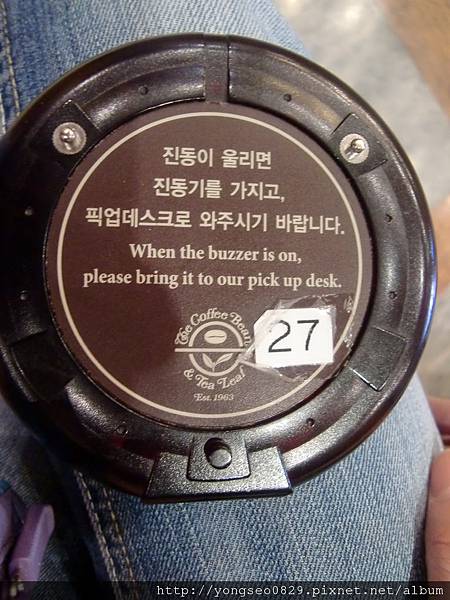 진동이 울리면
진동기를 가지고,
픽업데스크로 와주시기 바랍니다.
When the buzzer is on,
please bring it to our pick up desk.
The Coffee Bean
27
& Tea Leaf
Est. 1963
http://yongseo0829.pixnet.net/album